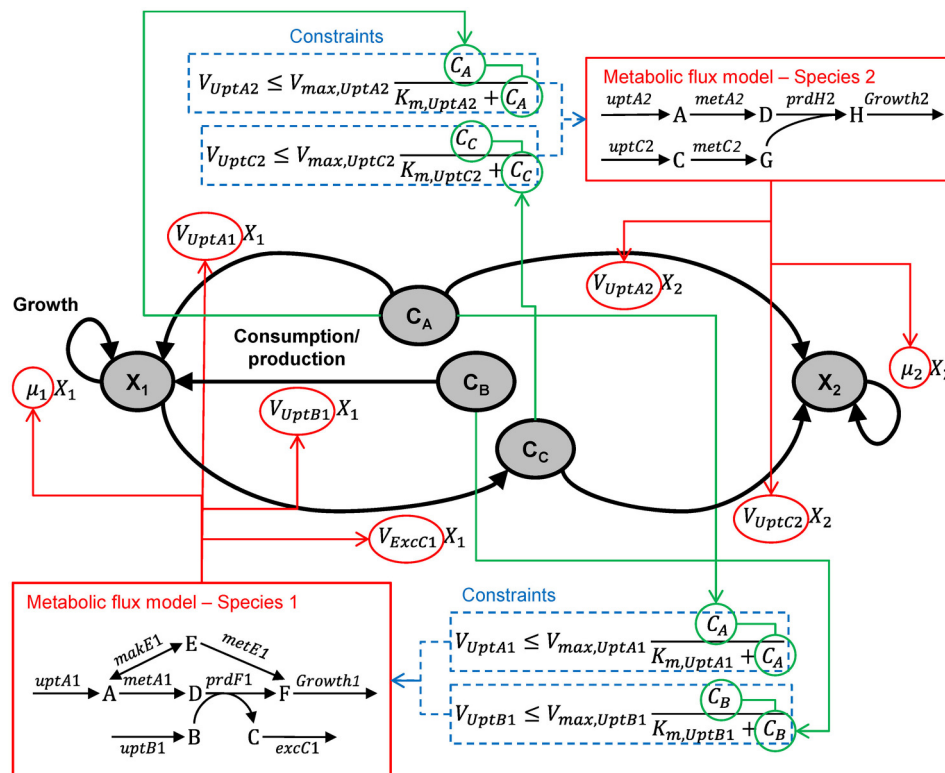 Constraints
V_UptA2 ≤ V_max,UptA2 C_A / K_m,UptA2 + C_A
V_UptC2 ≤ V_max,UptC2 C_C / K_m,UptC2 + C_C
Metabolic flux model – Species 2
uptA2 A metA2 D prdH2 H Growth2
uptC2 C metC2 G
V_UptA1 X_1
V_UptA2 X_2
Growth
C_A
Consumption/
production
μ_1 X_1
X_1
C_B
X_2
μ_2 X_2
V_UptB1 X_1
C_C
V_UptC2 X_2
V_ExcC1 X_1
Metabolic flux model – Species 1
makE1 E metE1
uptA1 A metA1 D prdF1 F Growth1
uptB1 B C excC1
Constraints
V_UptA1 ≤ V_max,UptA1 C_A / K_m,UptA1 + C_A
V_UptB1 ≤ V_max,UptB1 C_B / K_m,UptB1 + C_B